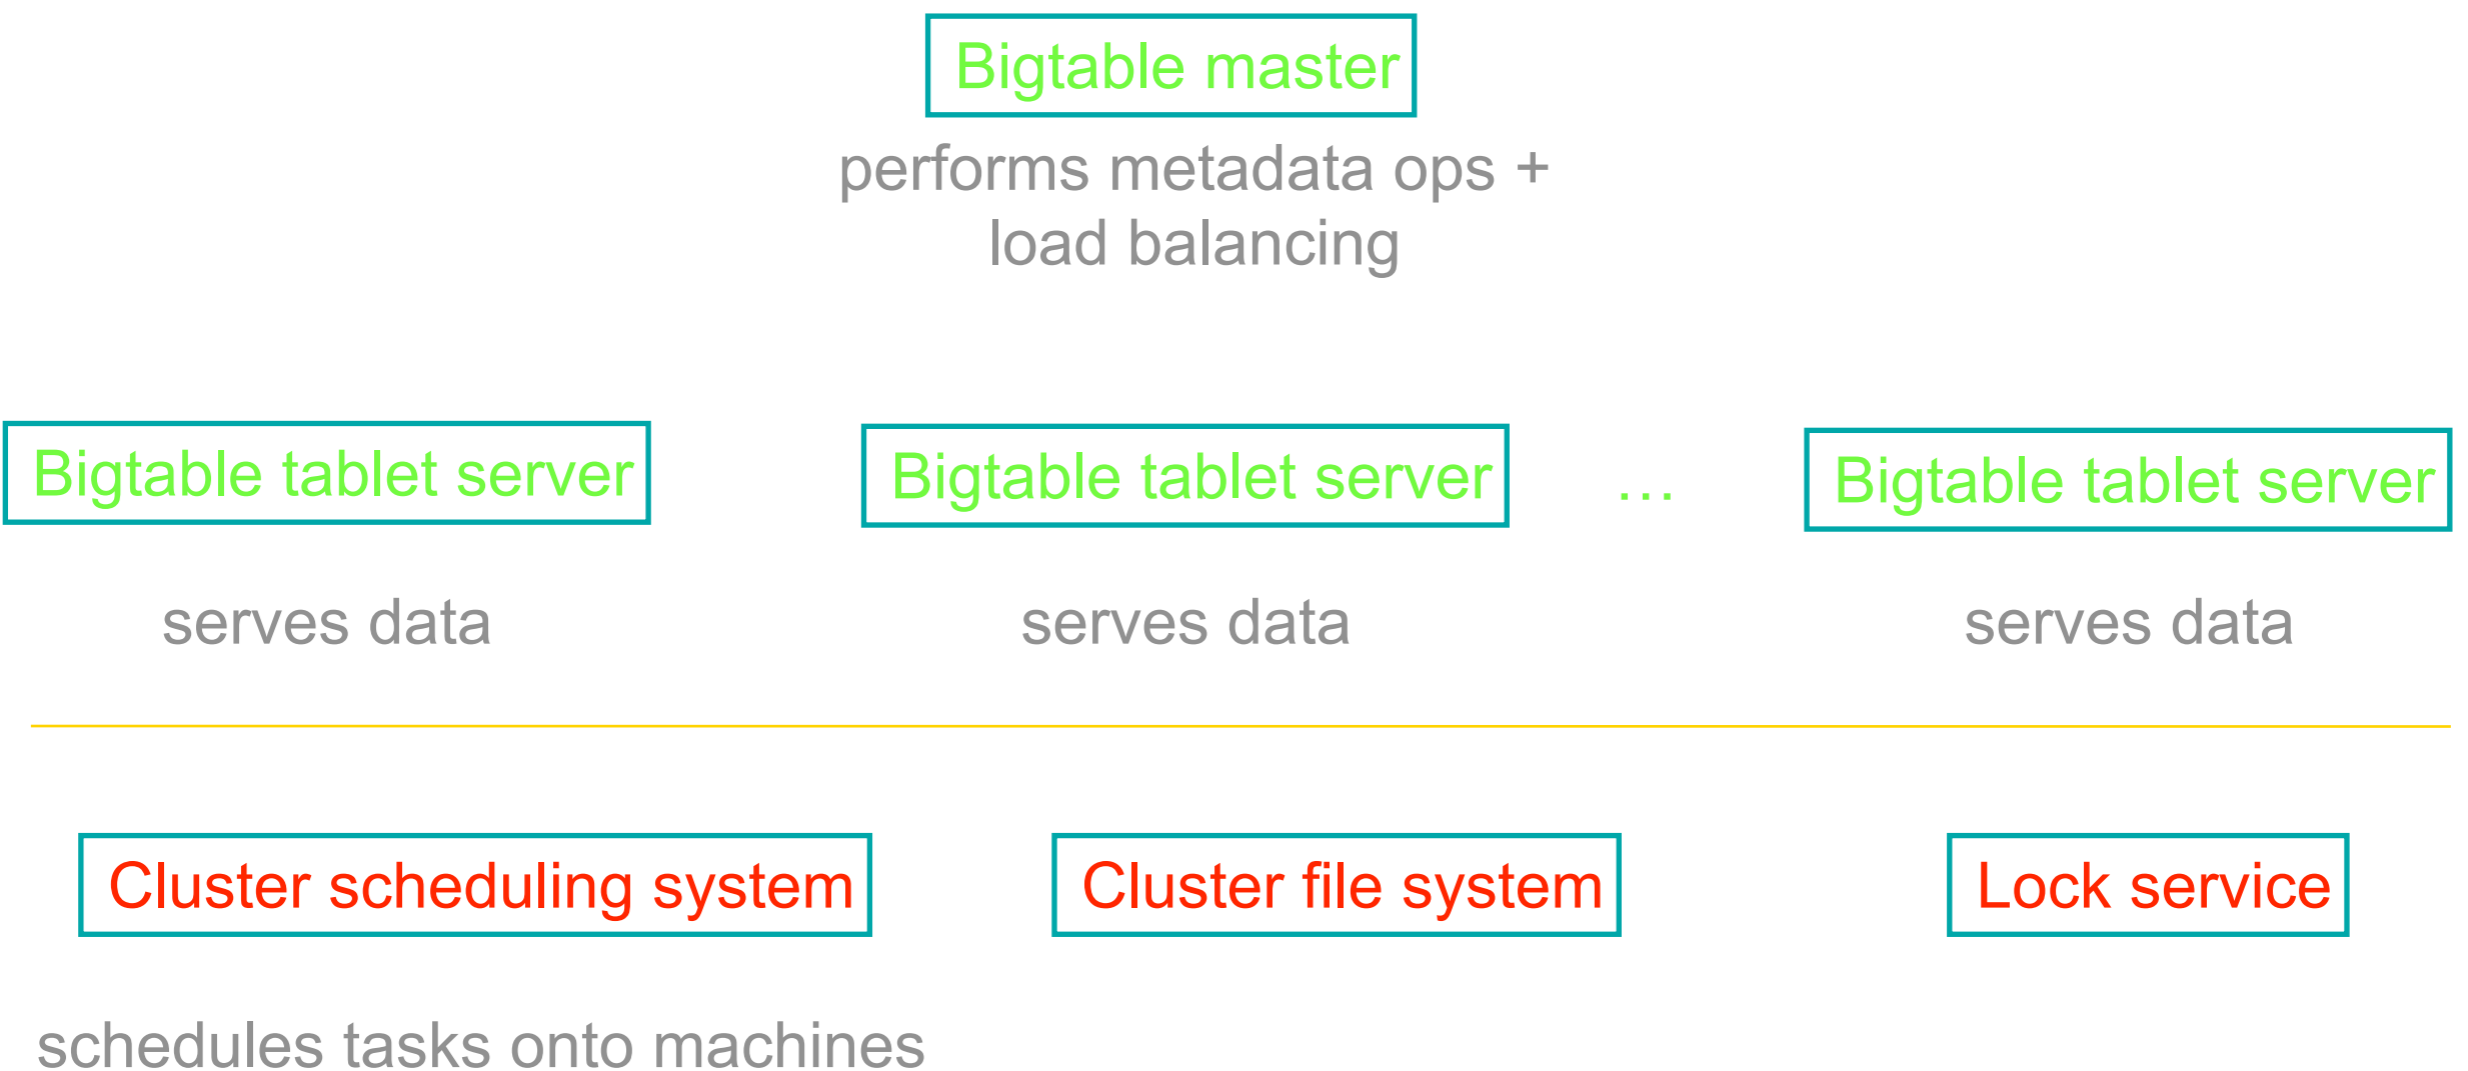 Bigtable master
performs metadata ops +
load balancing
Bigtable tablet server Bigtable tablet server … Bigtable tablet server
serves data serves data serves data
Cluster scheduling system Cluster file system Lock service
schedules tasks onto machines